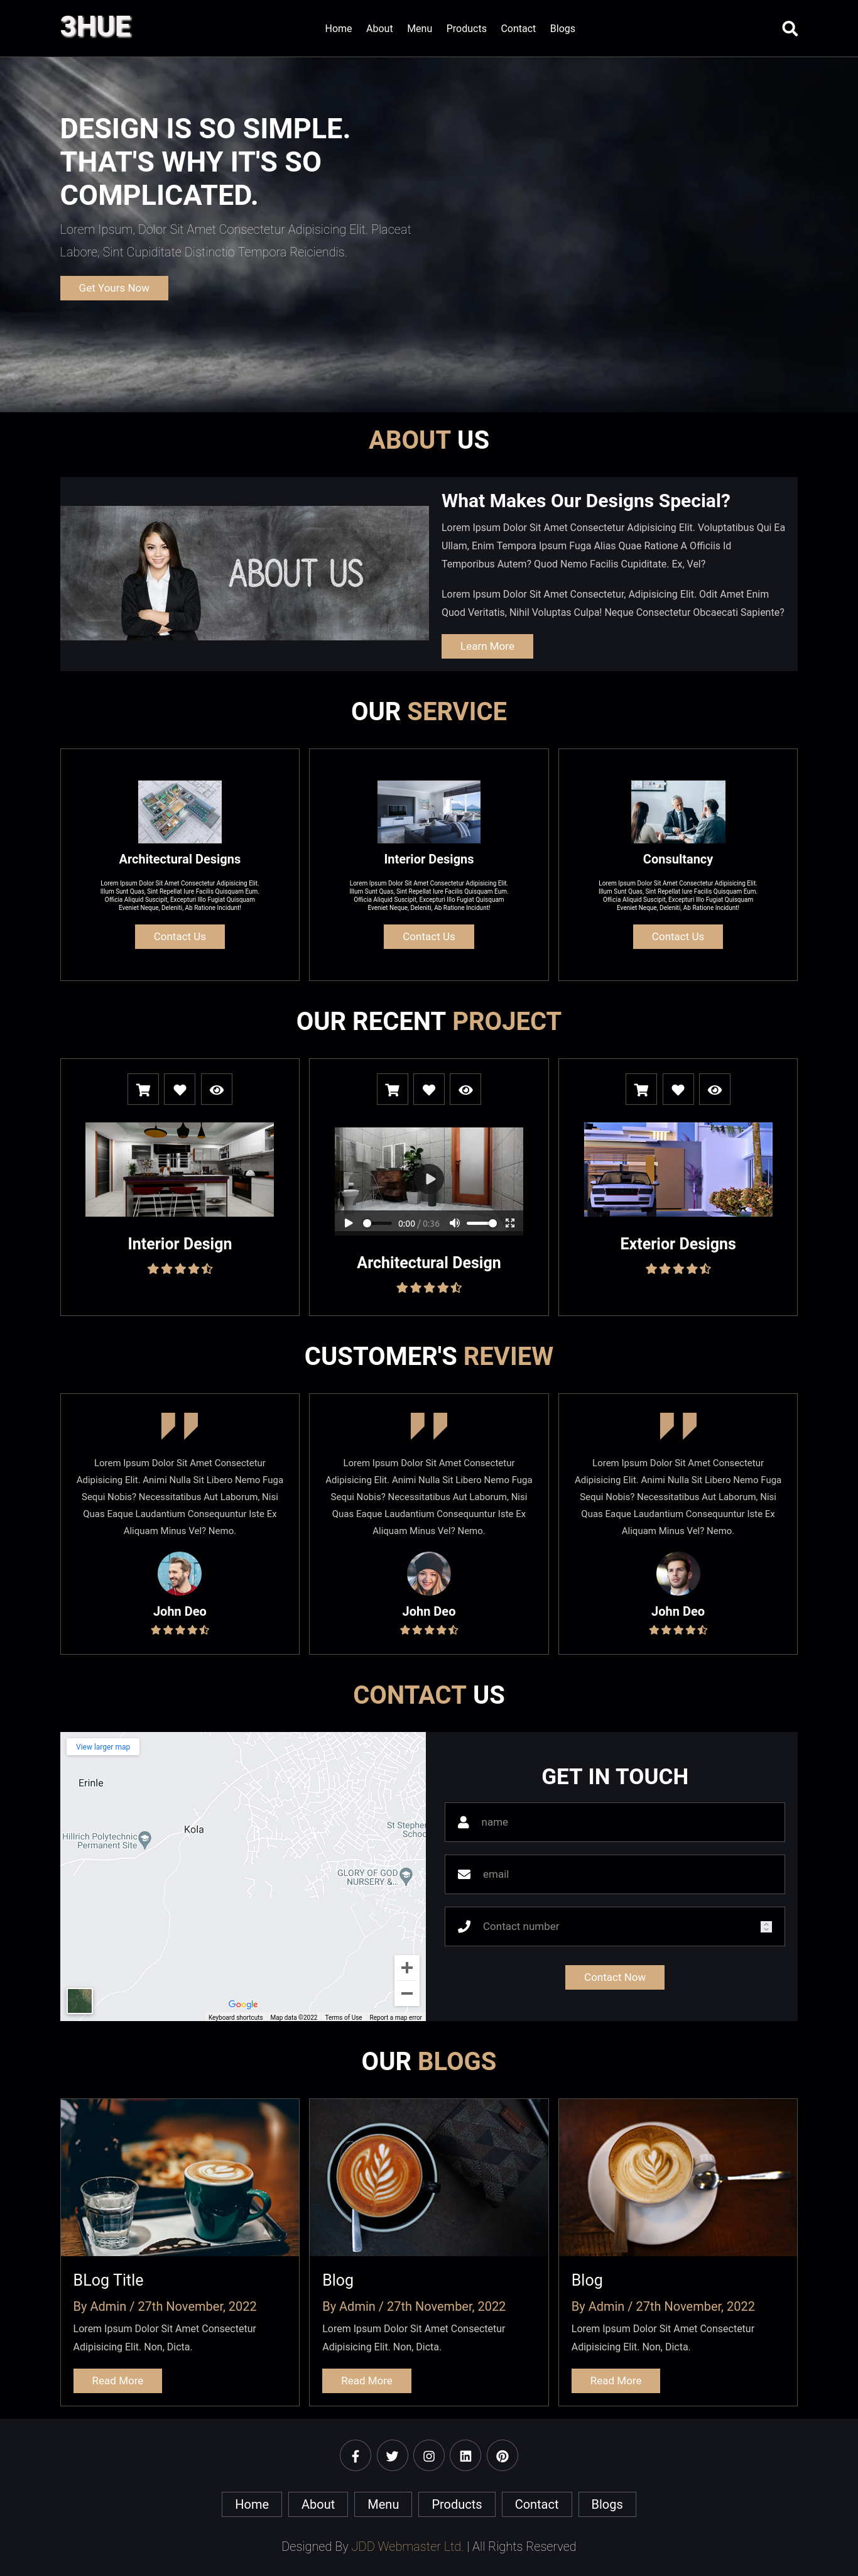 3HUE
Home About Menu Products Contact Blogs
DESIGN IS SO SIMPLE.
THAT'S WHY IT'S SO
COMPLICATED.
Lorem Ipsum, Dolor Sit Amet Consectetur Adipisicing Elit. Placeat
Labore, Sint Cupiditate Distinctio Tempora Reiciendis.
Get Yours Now
ABOUT US
ABOUT US
What Makes Our Designs Special?
Lorem Ipsum Dolor Sit Amet Consectetur Adipisicing Elit. Voluptatibus Qui Ea
Ullam, Enim Tempora Ipsum Fuga Alias Quae Ratione A Officiis Id
Temporibus Autem? Quod Nemo Facilis Cupiditate. Ex, Vel?
Lorem Ipsum Dolor Sit Amet Consectetur, Adipisicing Elit. Odit Amet Enim
Quod Veritatis, Nihil Voluptas Culpa! Neque Consectetur Obcaecati Sapiente?
Learn More
OUR SERVICE
Architectural Designs
Lorem Ipsum Dolor Sit Amet Consectetur Adipisicing Elit.
Illum Sunt Quas, Sint Repellat Iure Facilis Quisquam Eum.
Officia Aliquid Suscipit, Excepturi Illo Fugiat Quisquam
Eveniet Neque, Deleniti, Ab Ratione Incidunt!
Contact Us
Interior Designs
Lorem Ipsum Dolor Sit Amet Consectetur Adipisicing Elit.
Illum Sunt Quas, Sint Repellat Iure Facilis Quisquam Eum.
Officia Aliquid Suscipit, Excepturi Illo Fugiat Quisquam
Eveniet Neque, Deleniti, Ab Ratione Incidunt!
Contact Us
Consultancy
Lorem Ipsum Dolor Sit Amet Consectetur Adipisicing Elit.
Illum Sunt Quas, Sint Repellat Iure Facilis Quisquam Eum.
Officia Aliquid Suscipit, Excepturi Illo Fugiat Quisquam
Eveniet Neque, Deleniti, Ab Ratione Incidunt!
Contact Us
OUR RECENT PROJECT
Interior Design
0:00 / 0:36
Architectural Design
Exterior Designs
CUSTOMER'S REVIEW
Lorem Ipsum Dolor Sit Amet Consectetur
Adipisicing Elit. Animi Nulla Sit Libero Nemo Fuga
Sequi Nobis? Necessitatibus Aut Laborum, Nisi
Quas Eaque Laudantium Consequuntur Iste Ex
Aliquam Minus Vel? Nemo.
John Deo
Lorem Ipsum Dolor Sit Amet Consectetur
Adipisicing Elit. Animi Nulla Sit Libero Nemo Fuga
Sequi Nobis? Necessitatibus Aut Laborum, Nisi
Quas Eaque Laudantium Consequuntur Iste Ex
Aliquam Minus Vel? Nemo.
John Deo
Lorem Ipsum Dolor Sit Amet Consectetur
Adipisicing Elit. Animi Nulla Sit Libero Nemo Fuga
Sequi Nobis? Necessitatibus Aut Laborum, Nisi
Quas Eaque Laudantium Consequuntur Iste Ex
Aliquam Minus Vel? Nemo.
John Deo
CONTACT US
View larger map
Erinle
Kola
Hillrich Polytechnic
Permanent Site
St Stephen
Schoo
GLORY OF GOD
NURSERY &...
Google
Keyboard shortcuts Map data ©2022 Terms of Use Report a map error
GET IN TOUCH
name
email
Contact number
Contact Now
OUR BLOGS
BLog Title
By Admin / 27th November, 2022
Lorem Ipsum Dolor Sit Amet Consectetur
Adipisicing Elit. Non, Dicta.
Read More
Blog
By Admin / 27th November, 2022
Lorem Ipsum Dolor Sit Amet Consectetur
Adipisicing Elit. Non, Dicta.
Read More
Blog
By Admin / 27th November, 2022
Lorem Ipsum Dolor Sit Amet Consectetur
Adipisicing Elit. Non, Dicta.
Read More
Home About Menu Products Contact Blogs
Designed By JDD Webmaster Ltd. | All Rights Reserved